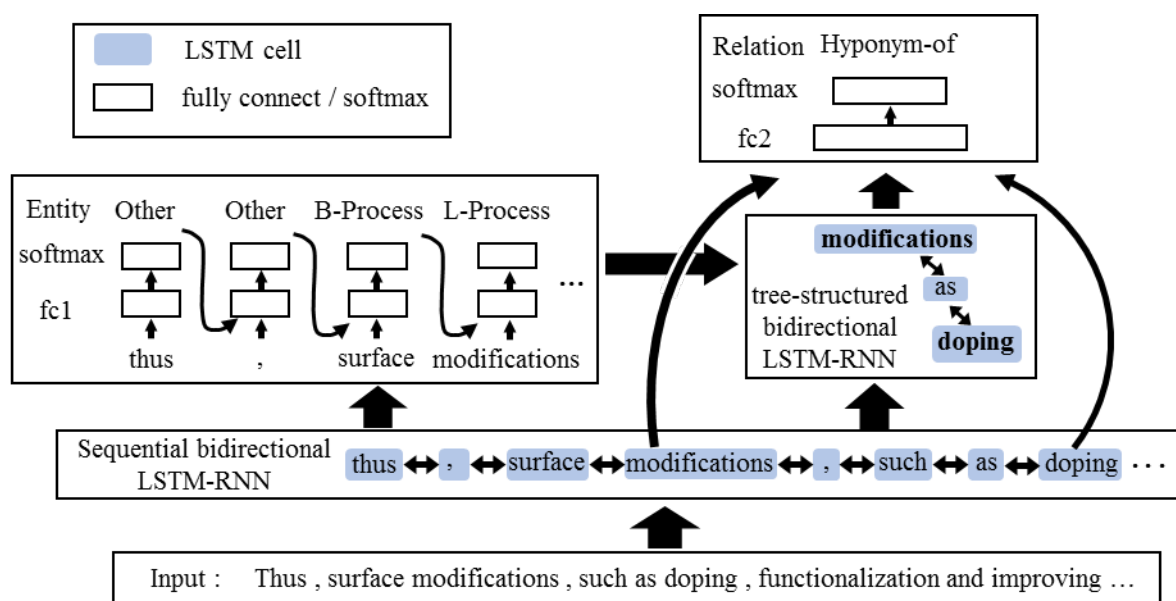 LSTM cell
fully connect / softmax
Relation Hyponym-of
softmax
fc2
Entity Other Other B-Process L-Process
softmax
fc1
...
thus , surface modifications
modifications
as
doping
tree-structured
bidirectional
LSTM-RNN
Sequential bidirectional
LSTM-RNN
thus , surface modifications , such as doping ...
Input : Thus , surface modifications , such as doping , functionalization and improving ...